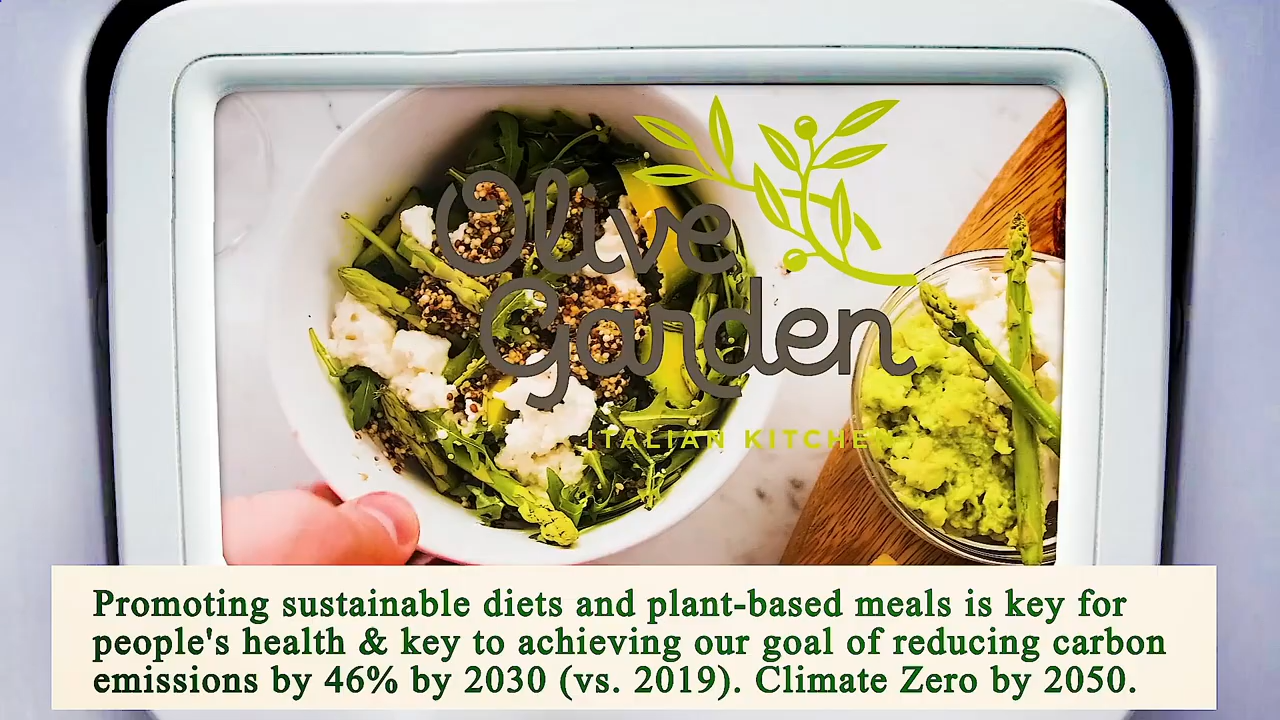 Olive
Garden
ITALIAN KITCHEN
Promoting sustainable diets and plant-based meals is key for
people's health & key to achieving our goal of reducing carbon
emissions by 46% by 2030 (vs. 2019). Climate Zero by 2050.